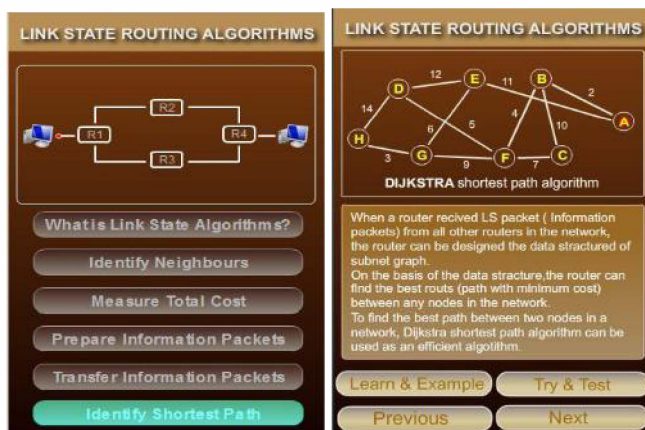 LINK STATE ROUTING ALGORITHMS
R2
R1
R4
R3
What is Link State Algorithms?
Identify Neighbours
Measure Total Cost
Prepare Information Packets
Transfer Information Packets
Identify Shortest Path
LINK STATE ROUTING ALGORITHMS
12
E
11
B
2
D
14
4
A
6
5
10
H
3
G
9
F
7
C
DIJKSTRA shortest path algorithm
When a router recived LS packet ( Information
packets) from all other routers in the network,
the router can be designed the data stractured of
subnet graph.
On the basis of the data stracture,the router can
find the best routs (path with minimum cost)
between any nodes in the network.
To find the best path between two nodes in a
network, Dijkstra shortest path algorithm can be
used as an efficient algotithm.
Learn & Example
Try & Test
Previous
Next